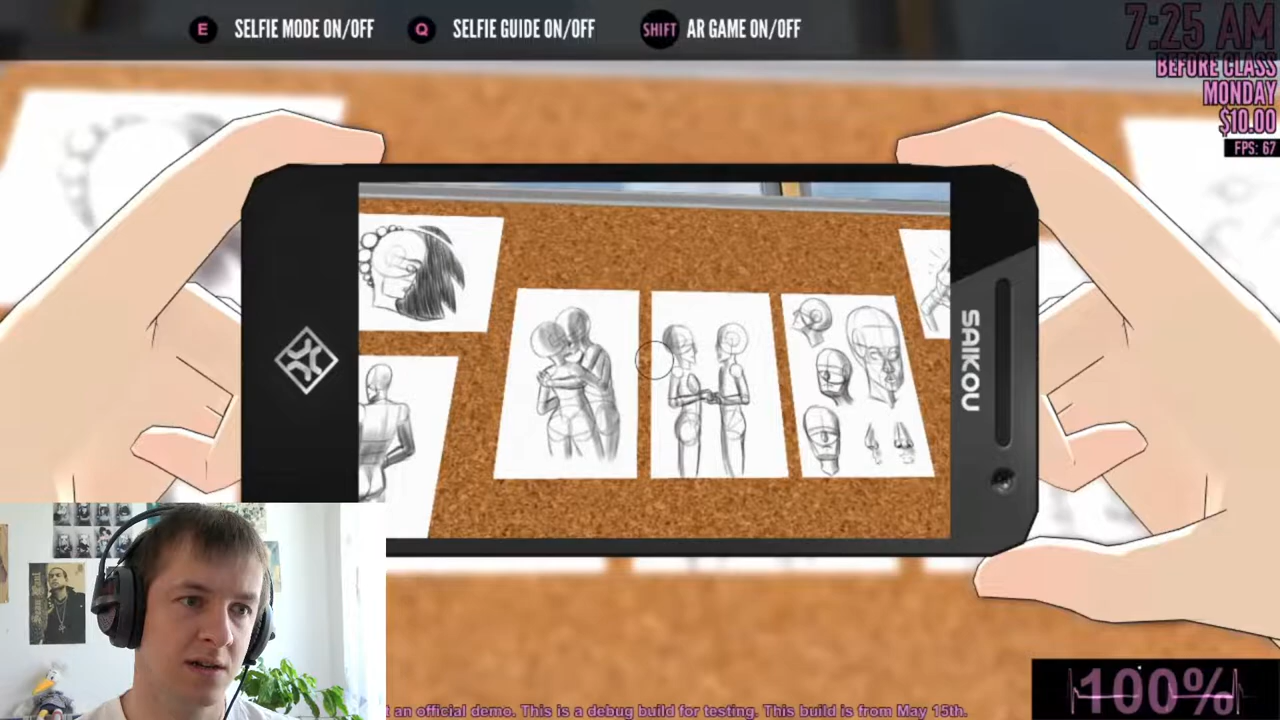 E SELFIE MODE ON/OFF Q SELFIE GUIDE ON/OFF SHIFT AR GAME ON/OFF
7:25 AM
BEFORE CLASS
MONDAY
$10.00
FPS: 67
SAIKOU
Sean Paul
100%
t an official demo. This is a debug build for testing. This build is from May 15th.